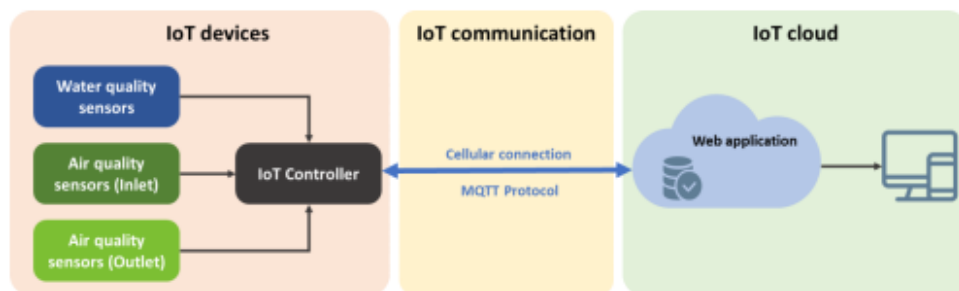 IoT devices
IoT communication
IoT cloud
Water quality
sensors
Air quality
sensors (Inlet)
Air quality
sensors (Outlet)
IoT Controller
Cellular connection
MQTT Protocol
Web application